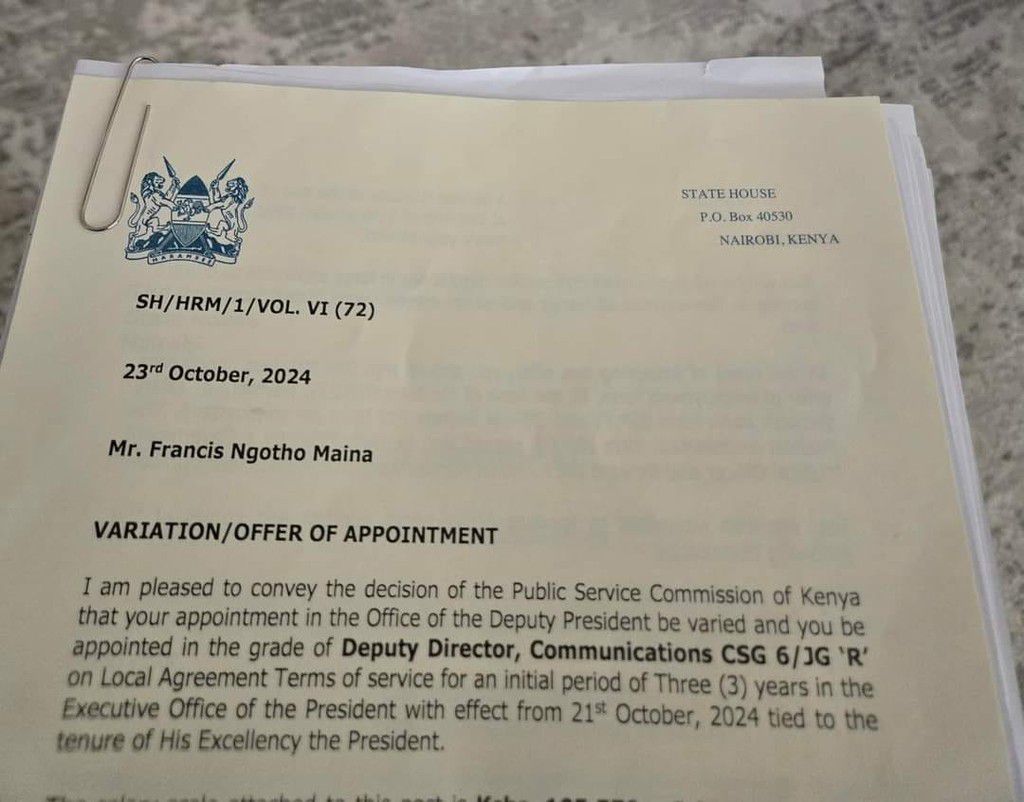 HARAMBEE
STATE HOUSE
P.O. Box 40530
NAIROBI, KENYA
SH/HRM/1/VOL. VI (72)
23rd October, 2024
Mr. Francis Ngotho Maina
VARIATION/OFFER OF APPOINTMENT
I am pleased to convey the decision of the Public Service Commission of Kenya
that your appointment in the Office of the Deputy President be varied and you be
appointed in the grade of Deputy Director, Communications CSG 6/JG ‘R’
on Local Agreement Terms of service for an initial period of Three (3) years in the
Executive Office of the President with effect from 21st October, 2024 tied to the
tenure of His Excellency the President.